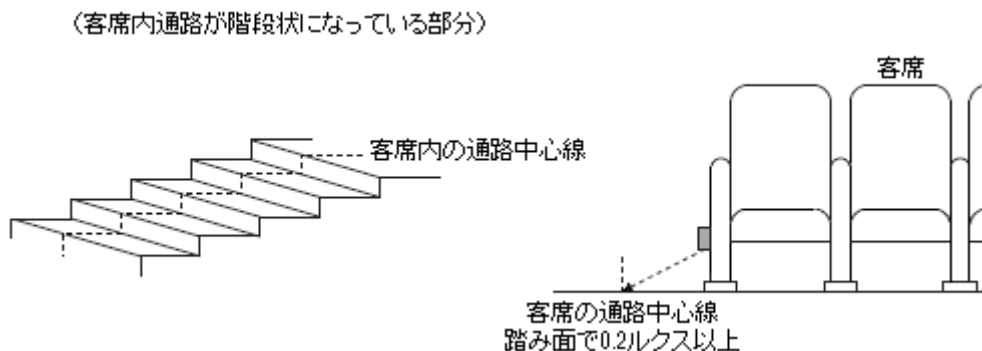 （客席内通路が階段状になっている部分）
客席
客席内の通路中心線
客席の通路中心線
踏み面で0.2ルクス以上